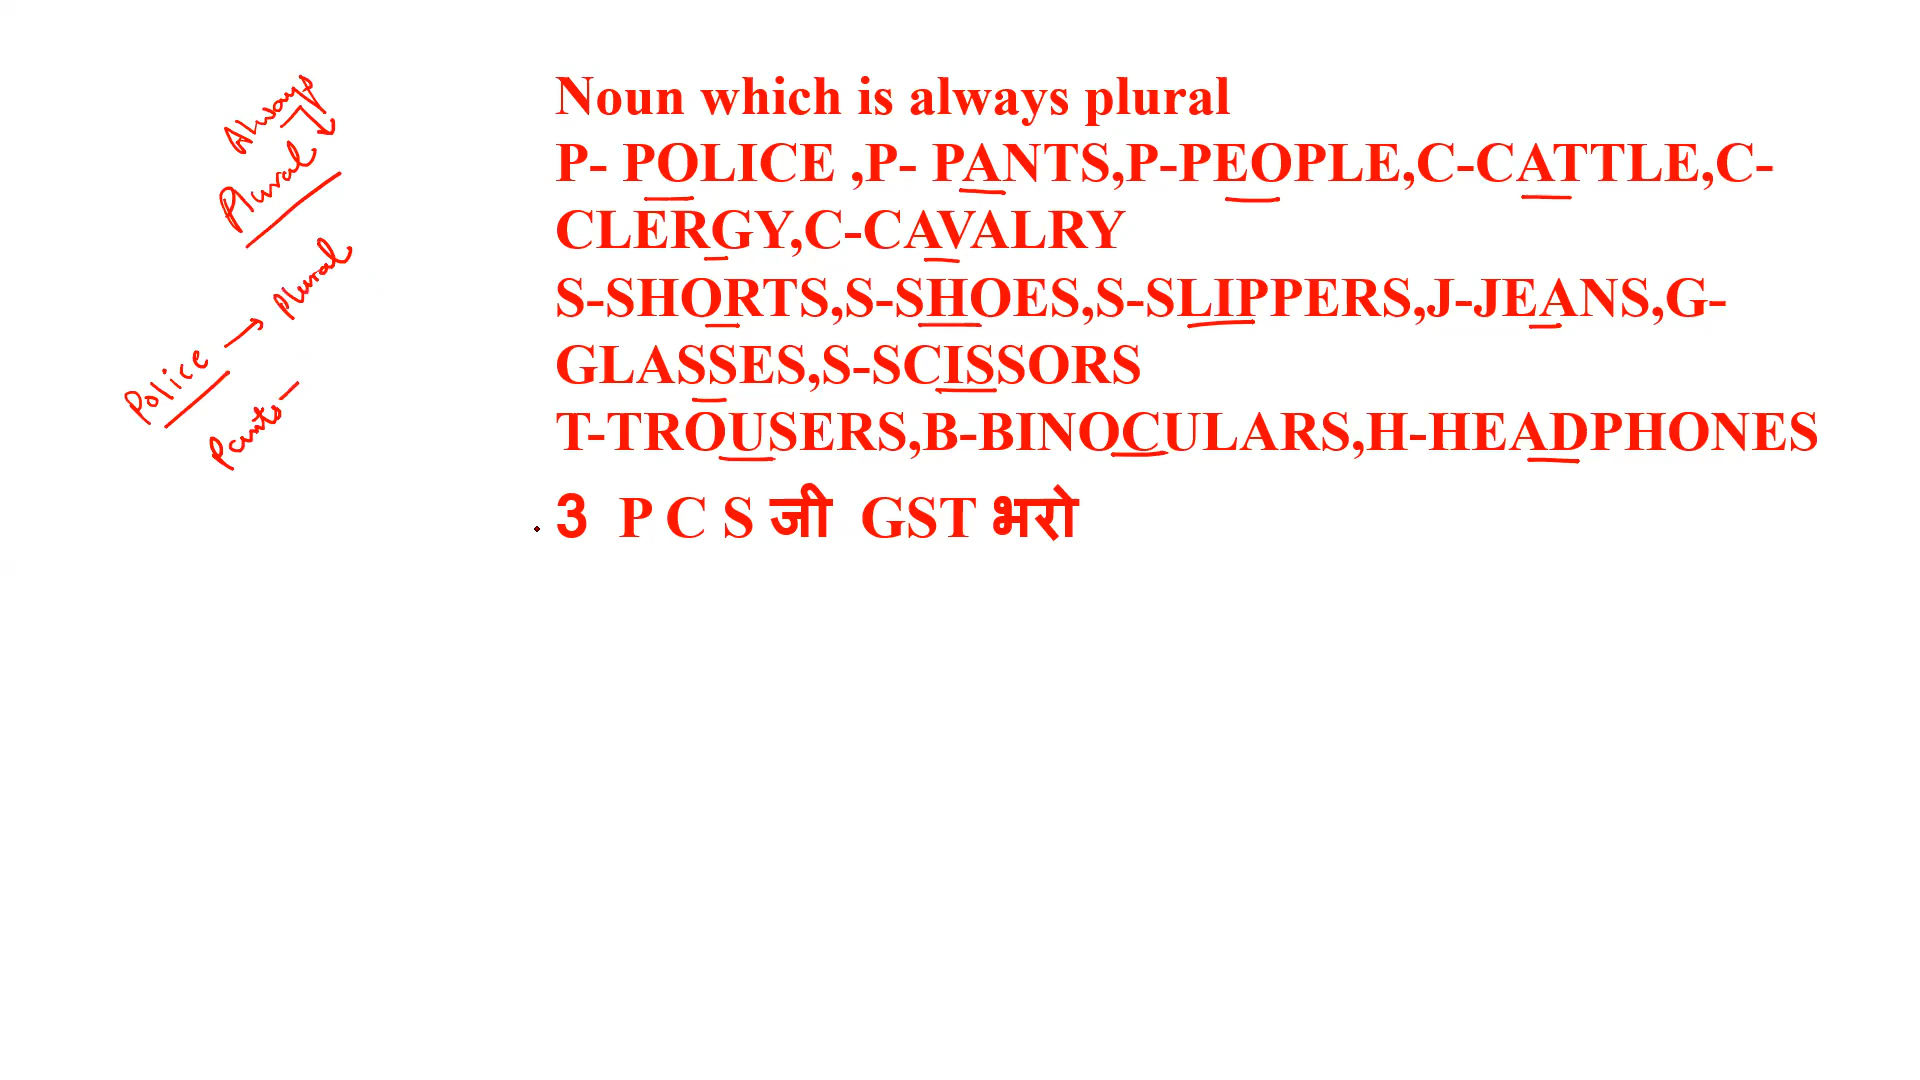 Always
Plural
Police → Plural
Pants -
Noun which is always plural
P- POLICE ,P- PANTS,P-PEOPLE,C-CATTLE,C-
CLERGY,C-CAVALRY
S-SHORTS,S-SHOES,S-SLIPPERS,J-JEANS,G-
GLASSES,S-SCISSORS
T-TROUSERS,B-BINOCULARS,H-HEADPHONES
3 P C S जी GST भरो